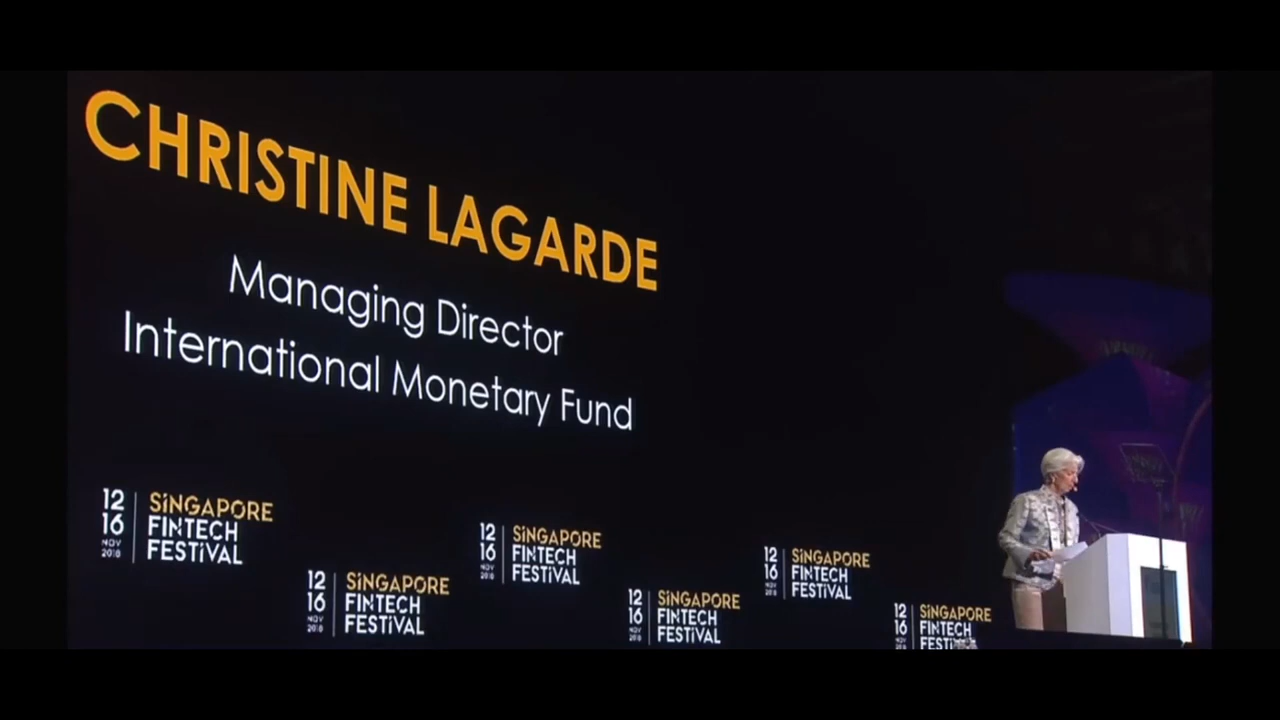 CHRISTINE LAGARDE
Managing Director
International Monetary Fund
12
16
NOV
2018
SiNGAPORE
FINTECH
FESTiVAL
12
16
NOV
2018
SiNGAPORE
FINTECH
FESTiVAL
12
16
NOV
2018
SiNGAPORE
FINTECH
FESTiVAL
12
16
NOV
2018
SiNGAPORE
FINTECH
FESTiVAL
12
16
NOV
2018
SiNGAPORE
FINTECH
FESTiVAL
12
16
NOV
SiNGAPORE
FINTECH